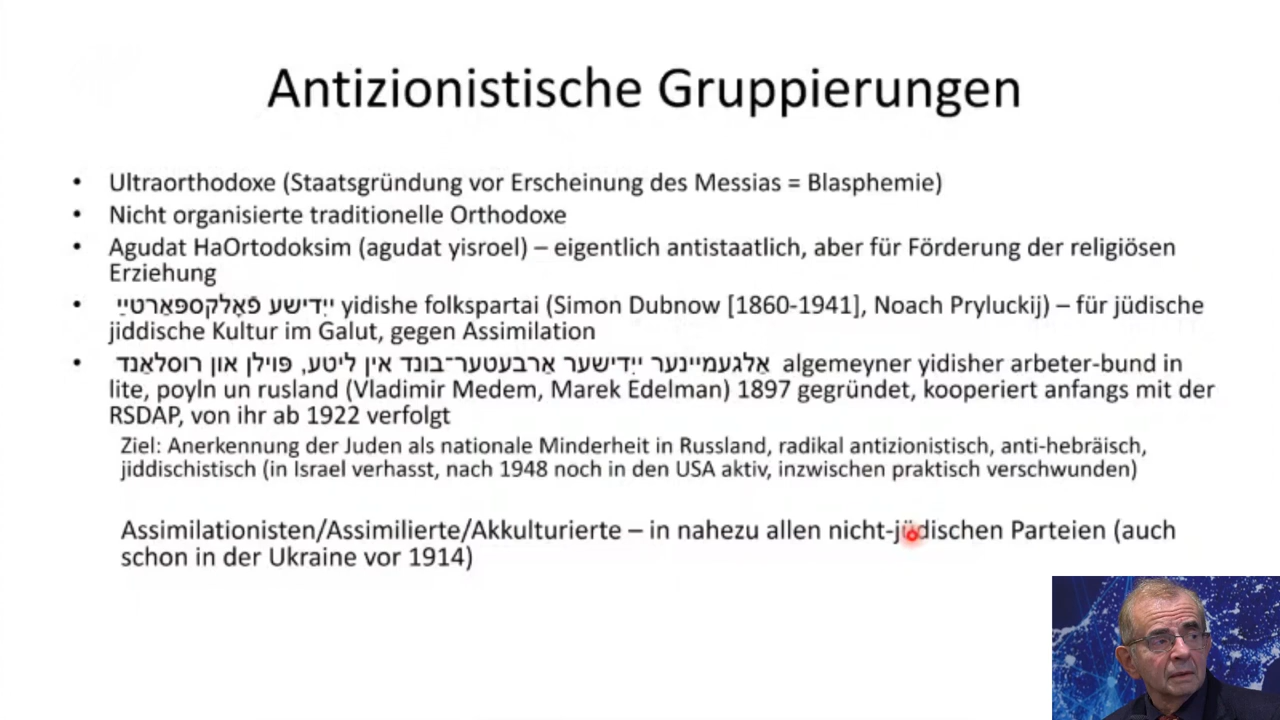 Antizionistische Gruppierungen
• Ultraorthodoxe (Staatsgründung vor Erscheinung des Messias = Blasphemie)
• Nicht organisierte traditionelle Orthodoxe
• Agudat HaOrtodoksim (agudat yisroel) – eigentlich antistaatlich, aber für Förderung der religiösen
Erziehung
• ייִדישע פֿאָלקספּאַרטײַ yidishe folkspartai (Simon Dubnow [1860-1941], Noach Pryluckij) – für jüdische
jiddische Kultur im Galut, gegen Assimilation
• אַלגעמיינער ייִדישער אַרבעטער־בונד אין ליטע, פּוילן און רוסלאַנד algemeyner yidisher arbeter-bund in
lite, poyln un rusland (Vladimir Medem, Marek Edelman) 1897 gegründet, kooperiert anfangs mit der
RSDAP, von ihr ab 1922 verfolgt
Ziel: Anerkennung der Juden als nationale Minderheit in Russland, radikal antizionistisch, anti-hebräisch,
jiddischistisch (in Israel verhasst, nach 1948 noch in den USA aktiv, inzwischen praktisch verschwunden)
Assimilationisten/Assimilierte/Akkulturierte – in nahezu allen nicht-jüdischen Parteien (auch
schon in der Ukraine vor 1914)